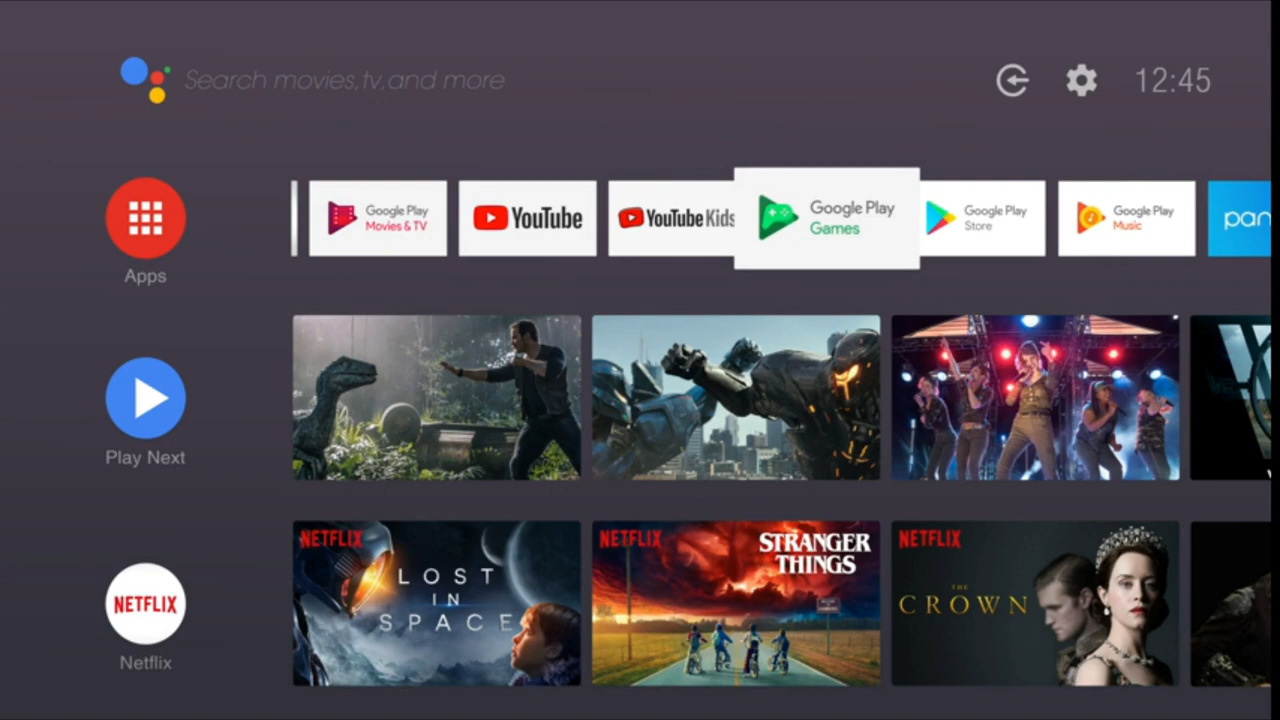 Search movies, tv, and more
12:45
Apps
Google Play
Movies & TV
YouTube
YouTube Kids
Google Play
Games
Google Play
Store
Google Play
Music
pan
Play Next
NETFLIX
Netflix
NETFLIX
LOST
IN
SPACE
NETFLIX
STRANGER
THINGS
NETFLIX
THE
CROWN